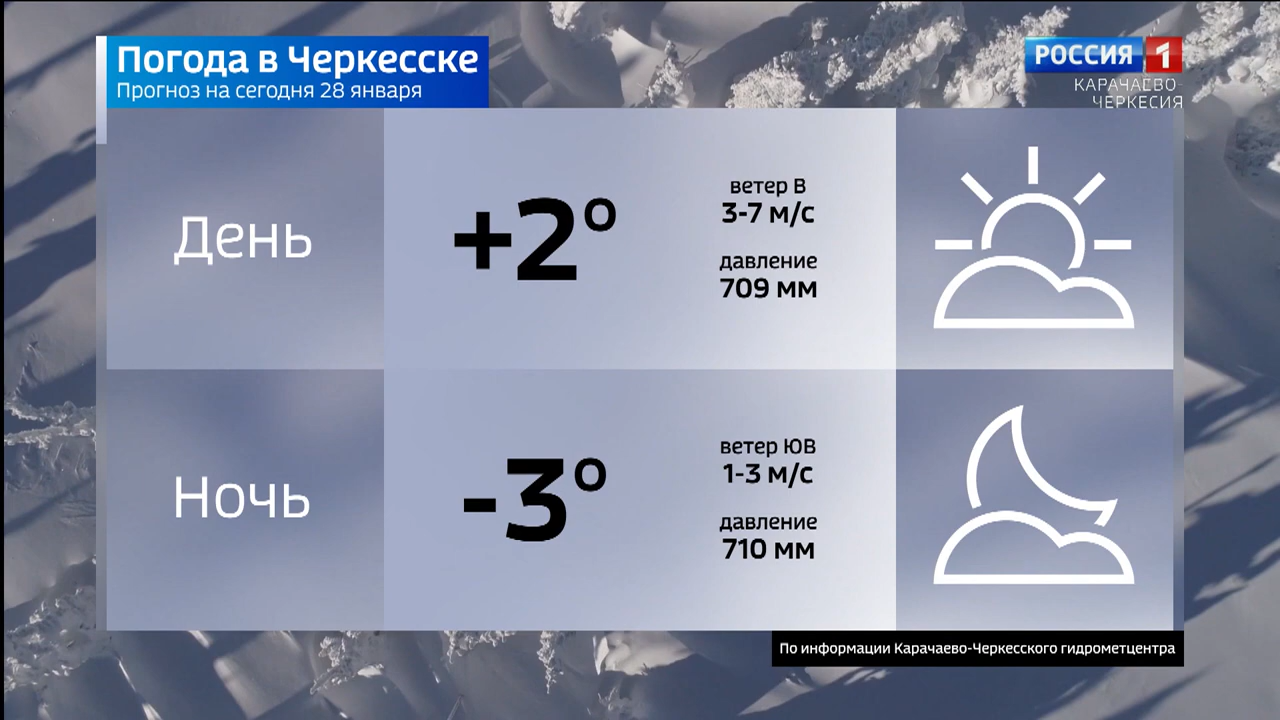 Погода в Черкесске
Прогноз на сегодня 28 января
РОССИЯ 1
КАРАЧАЕВО-
ЧЕРКЕСИЯ
День
+2°
ветер В
3-7 м/с
давление
709 мм
Ночь
-3°
ветер ЮВ
1-3 м/с
давление
710 мм
По информации Карачаево-Черкесского гидрометцентра